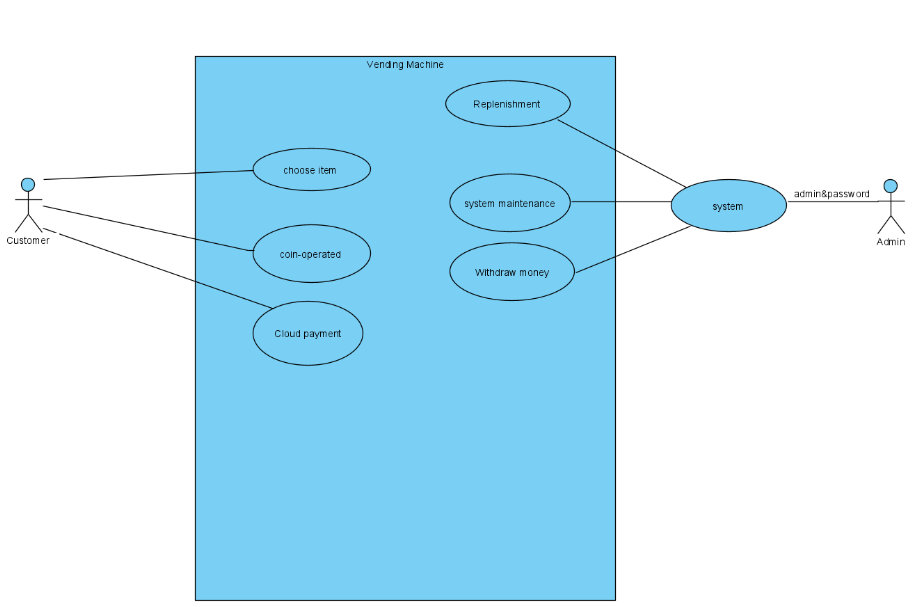 Vending Machine
Replenishment
choose item
system maintenance
system
admin&password
Customer
Admin
coin-operated
Withdraw money
Cloud payment